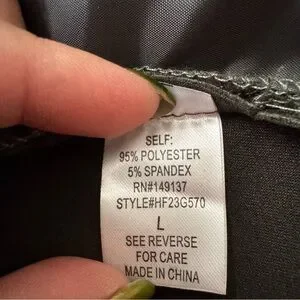 SELF:
95% POLYESTER
5% SPANDEX
RN#149137
STYLE#HF23G570
L
SEE REVERSE
FOR CARE
MADE IN CHINA